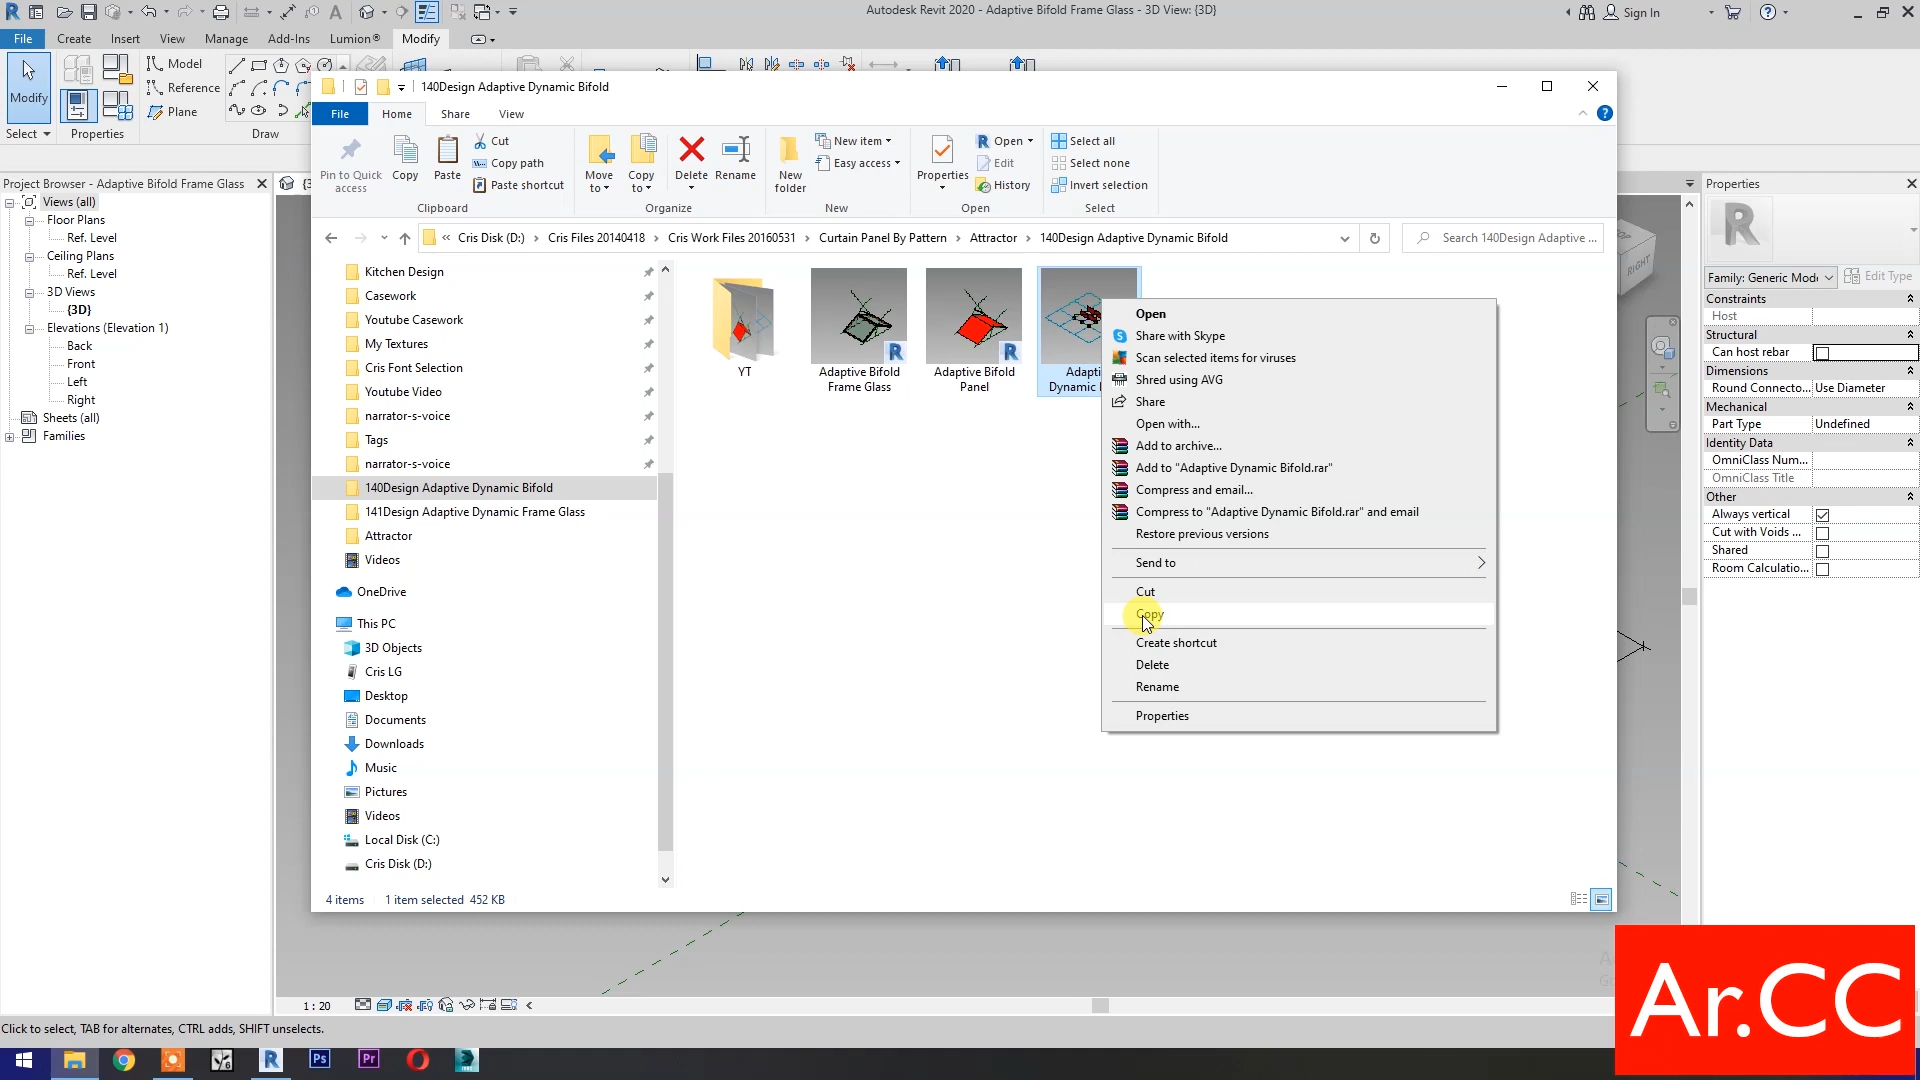 Autodesk Revit 2020 - Adaptive Bifold Frame Glass - 3D View: {3D}
Sign In
File Create Insert View Manage Add-Ins Lumion® Modify
Modify
Model
Reference
Plane
Select
Properties
Draw
140Design Adaptive Dynamic Bifold
File Home Share View
Pin to Quick access
Copy
Paste
Cut
Copy path
Paste shortcut
Clipboard
Move to
Copy to
Delete
Rename
Organize
New folder
New item
Easy access
New
Properties
Open
Edit
History
Open
Select all
Select none
Invert selection
Select
« Cris Disk (D:) › Cris Files 20140418 › Cris Work Files 20160531 › Curtain Panel By Pattern › Attractor › 140Design Adaptive Dynamic Bifold
Search 140Design Adaptive ...
Project Browser - Adaptive Bifold Frame Glass
Views (all)
Floor Plans
Ref. Level
Ceiling Plans
Ref. Level
3D Views
{3D}
Elevations (Elevation 1)
Back
Front
Left
Right
Sheets (all)
Families
Kitchen Design
Casework
Youtube Casework
My Textures
Cris Font Selection
Youtube Video
narrator-s-voice
Tags
narrator-s-voice
140Design Adaptive Dynamic Bifold
141Design Adaptive Dynamic Frame Glass
Attractor
Videos
OneDrive
This PC
3D Objects
Cris LG
Desktop
Documents
Downloads
Music
Pictures
Videos
Local Disk (C:)
Cris Disk (D:)
YT
Adaptive Bifold Frame Glass
Adaptive Bifold Panel
Adapti
Dynamic
Open
Share with Skype
Scan selected items for viruses
Shred using AVG
Share
Open with...
Add to archive...
Add to "Adaptive Dynamic Bifold.rar"
Compress and email...
Compress to "Adaptive Dynamic Bifold.rar" and email
Restore previous versions
Send to
Cut
Copy
Create shortcut
Delete
Rename
Properties
4 items 1 item selected 452 KB
RIGHT
Properties
Family: Generic Mode Edit Type
Constraints
Host
Structural
Can host rebar
Dimensions
Round Connecto... Use Diameter
Mechanical
Part Type Undefined
Identity Data
OmniClass Num...
OmniClass Title
Other
Always vertical
Cut with Voids ...
Shared
Room Calculatio...
1 : 20
Click to select, TAB for alternates, CTRL adds, SHIFT unselects.
Ps
Pr
Ar.CC